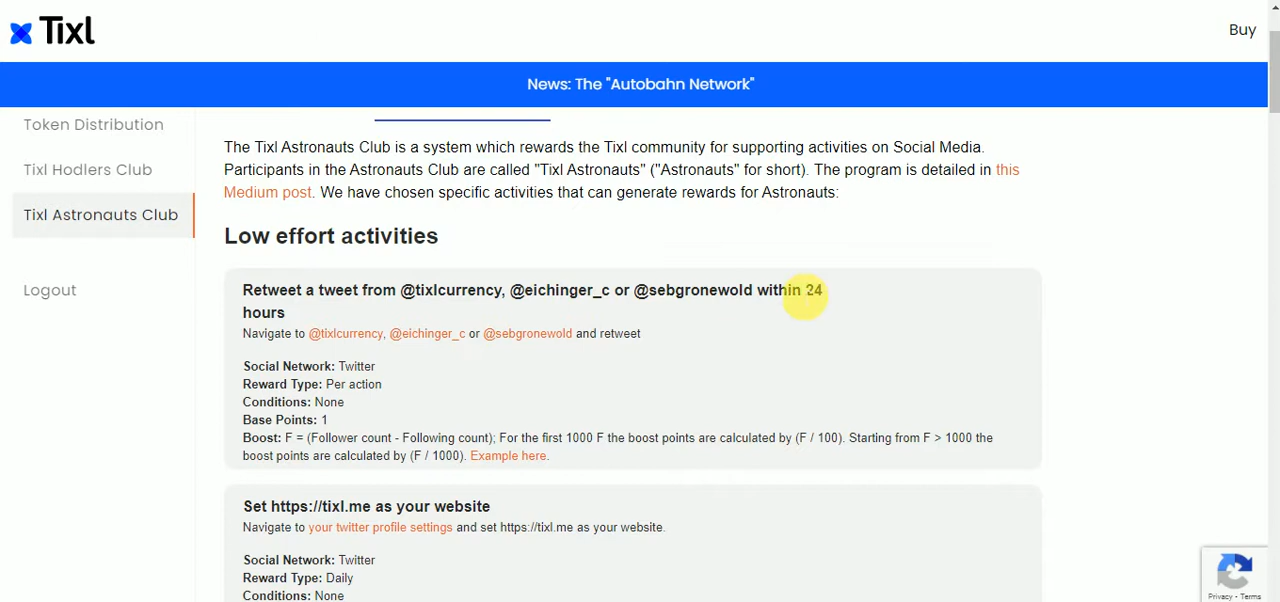 Tixl
Buy
News: The "Autobahn Network"
Token Distribution
Tixl Hodlers Club
Tixl Astronauts Club
Logout
The Tixl Astronauts Club is a system which rewards the Tixl community for supporting activities on Social Media.
Participants in the Astronauts Club are called "Tixl Astronauts" ("Astronauts" for short). The program is detailed in this
Medium post. We have chosen specific activities that can generate rewards for Astronauts:
Low effort activities
Retweet a tweet from @tixlcurrency, @eichinger_c or @sebgronewold within 24
hours
Navigate to @tixlcurrency, @eichinger_c or @sebgronewold and retweet
Social Network: Twitter
Reward Type: Per action
Conditions: None
Base Points: 1
Boost: F = (Follower count - Following count); For the first 1000 F the boost points are calculated by (F / 100). Starting from F > 1000 the
boost points are calculated by (F / 1000). Example here.
Set https://tixl.me as your website
Navigate to your twitter profile settings and set https://tixl.me as your website.
Social Network: Twitter
Reward Type: Daily
Conditions: None
Privacy - Terms